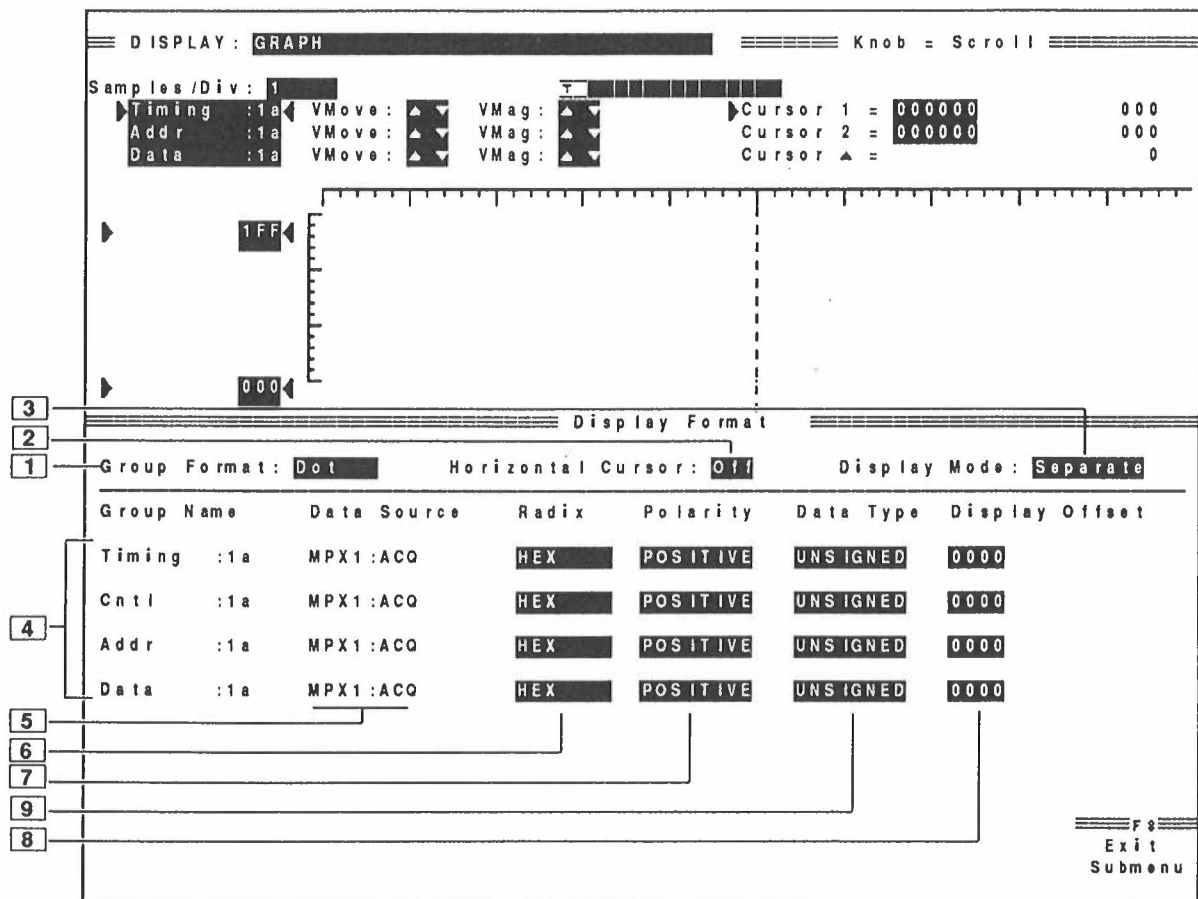 DISPLAY: GRAPH Knob = Scroll
Samples/Div: 1 T
Timing :1a VMove: ▲ ▼ VMag: ▲ ▼ Cursor 1 = 000000 000
Addr :1a VMove: ▲ ▼ VMag: ▲ ▼ Cursor 2 = 000000 000
Data :1a VMove: ▲ ▼ VMag: ▲ ▼ Cursor ▲ = 0
1FF
000
3
Display Format
2
1 Group Format: Dot Horizontal Cursor: Off Display Mode: Separate
Group Name Data Source Radix Polarity Data Type Display Offset
Timing :1a MPX1:ACQ HEX POSITIVE UNSIGNED 0000
Cntl :1a MPX1:ACQ HEX POSITIVE UNSIGNED 0000
4
Addr :1a MPX1:ACQ HEX POSITIVE UNSIGNED 0000
Data :1a MPX1:ACQ HEX POSITIVE UNSIGNED 0000
5
6
7
9
8
F8
Exit
Submenu